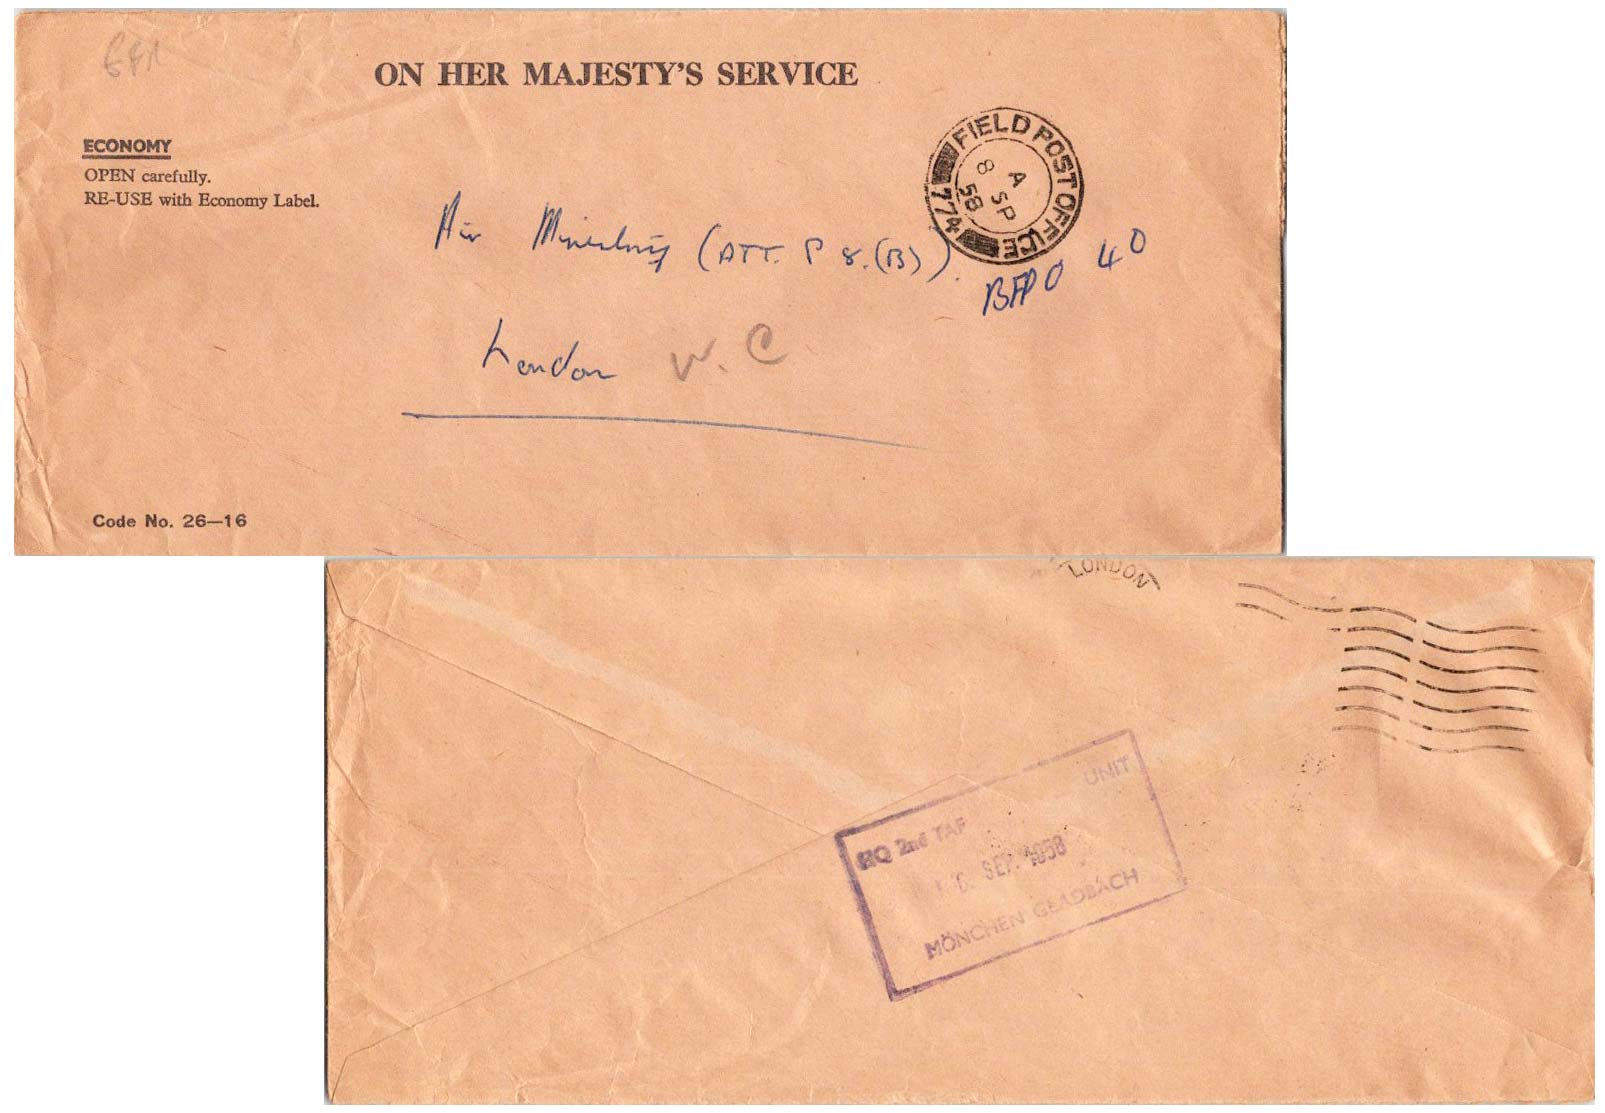 ON HER MAJESTY'S SERVICE
ECONOMY
OPEN carefully.
RE-USE with Economy Label.
FIELD POST OFFICE
774
A
8 SP
58
Air Ministry (ATT. P 8.(B)).
BFPO 40
London W.C
Code No. 26—16
LONDON
HQ 2nd TAF UNIT
SEP. 1958
MÖNCHEN GLADBACH